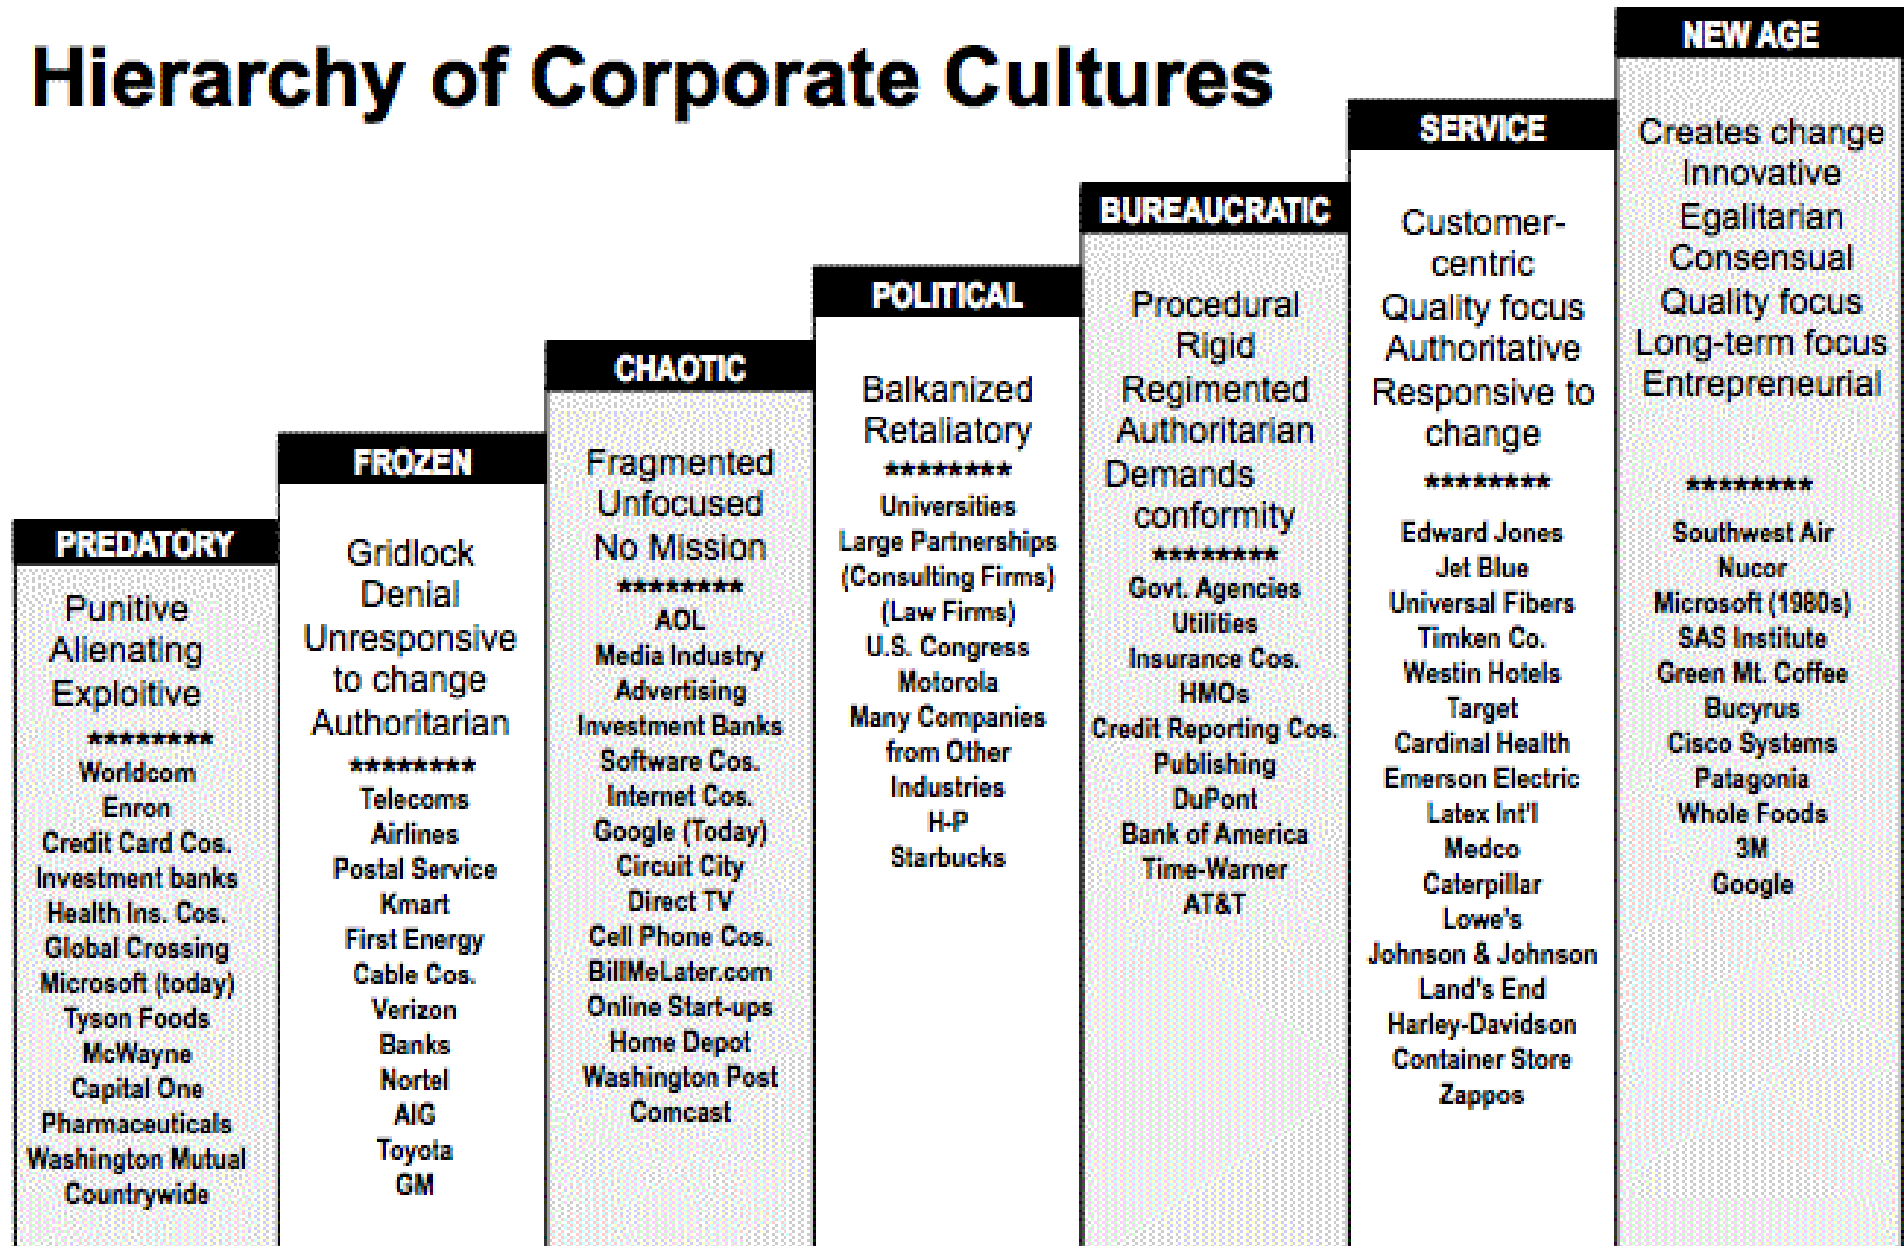 Hierarchy of Corporate Cultures
PREDATORY
Punitive
Alienating
Exploitive
********
Worldcom
Enron
Credit Card Cos.
Investment banks
Health Ins. Cos.
Global Crossing
Microsoft (today)
Tyson Foods
McWayne
Capital One
Pharmaceuticals
Washington Mutual
Countrywide
FROZEN
Gridlock
Denial
Unresponsive
to change
Authoritarian
********
Telecoms
Airlines
Postal Service
Kmart
First Energy
Cable Cos.
Verizon
Banks
Nortel
AIG
Toyota
GM
CHAOTIC
Fragmented
Unfocused
No Mission
********
AOL
Media Industry
Advertising
Investment Banks
Software Cos.
Internet Cos.
Google (Today)
Circuit City
Direct TV
Cell Phone Cos.
BillMeLater.com
Online Start-ups
Home Depot
Washington Post
Comcast
POLITICAL
Balkanized
Retaliatory
********
Universities
Large Partnerships
(Consulting Firms)
(Law Firms)
U.S. Congress
Motorola
Many Companies
from Other
Industries
H-P
Starbucks
BUREAUCRATIC
Procedural
Rigid
Regimented
Authoritarian
Demands
conformity
********
Govt. Agencies
Utilities
Insurance Cos.
HMOs
Credit Reporting Cos.
Publishing
DuPont
Bank of America
Time-Warner
AT&T
SERVICE
Customer-
centric
Quality focus
Authoritative
Responsive to
change
********
Edward Jones
Jet Blue
Universal Fibers
Timken Co.
Westin Hotels
Target
Cardinal Health
Emerson Electric
Latex Int'l
Medco
Caterpillar
Lowe's
Johnson & Johnson
Land's End
Harley-Davidson
Container Store
Zappos
NEW AGE
Creates change
Innovative
Egalitarian
Consensual
Quality focus
Long-term focus
Entrepreneurial
********
Southwest Air
Nucor
Microsoft (1980s)
SAS Institute
Green Mt. Coffee
Bucyrus
Cisco Systems
Patagonia
Whole Foods
3M
Google